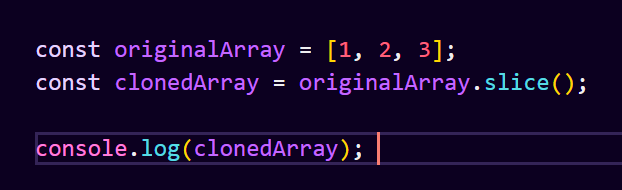 const originalArray = [1, 2, 3];
const clonedArray = originalArray.slice();
console.log(clonedArray);